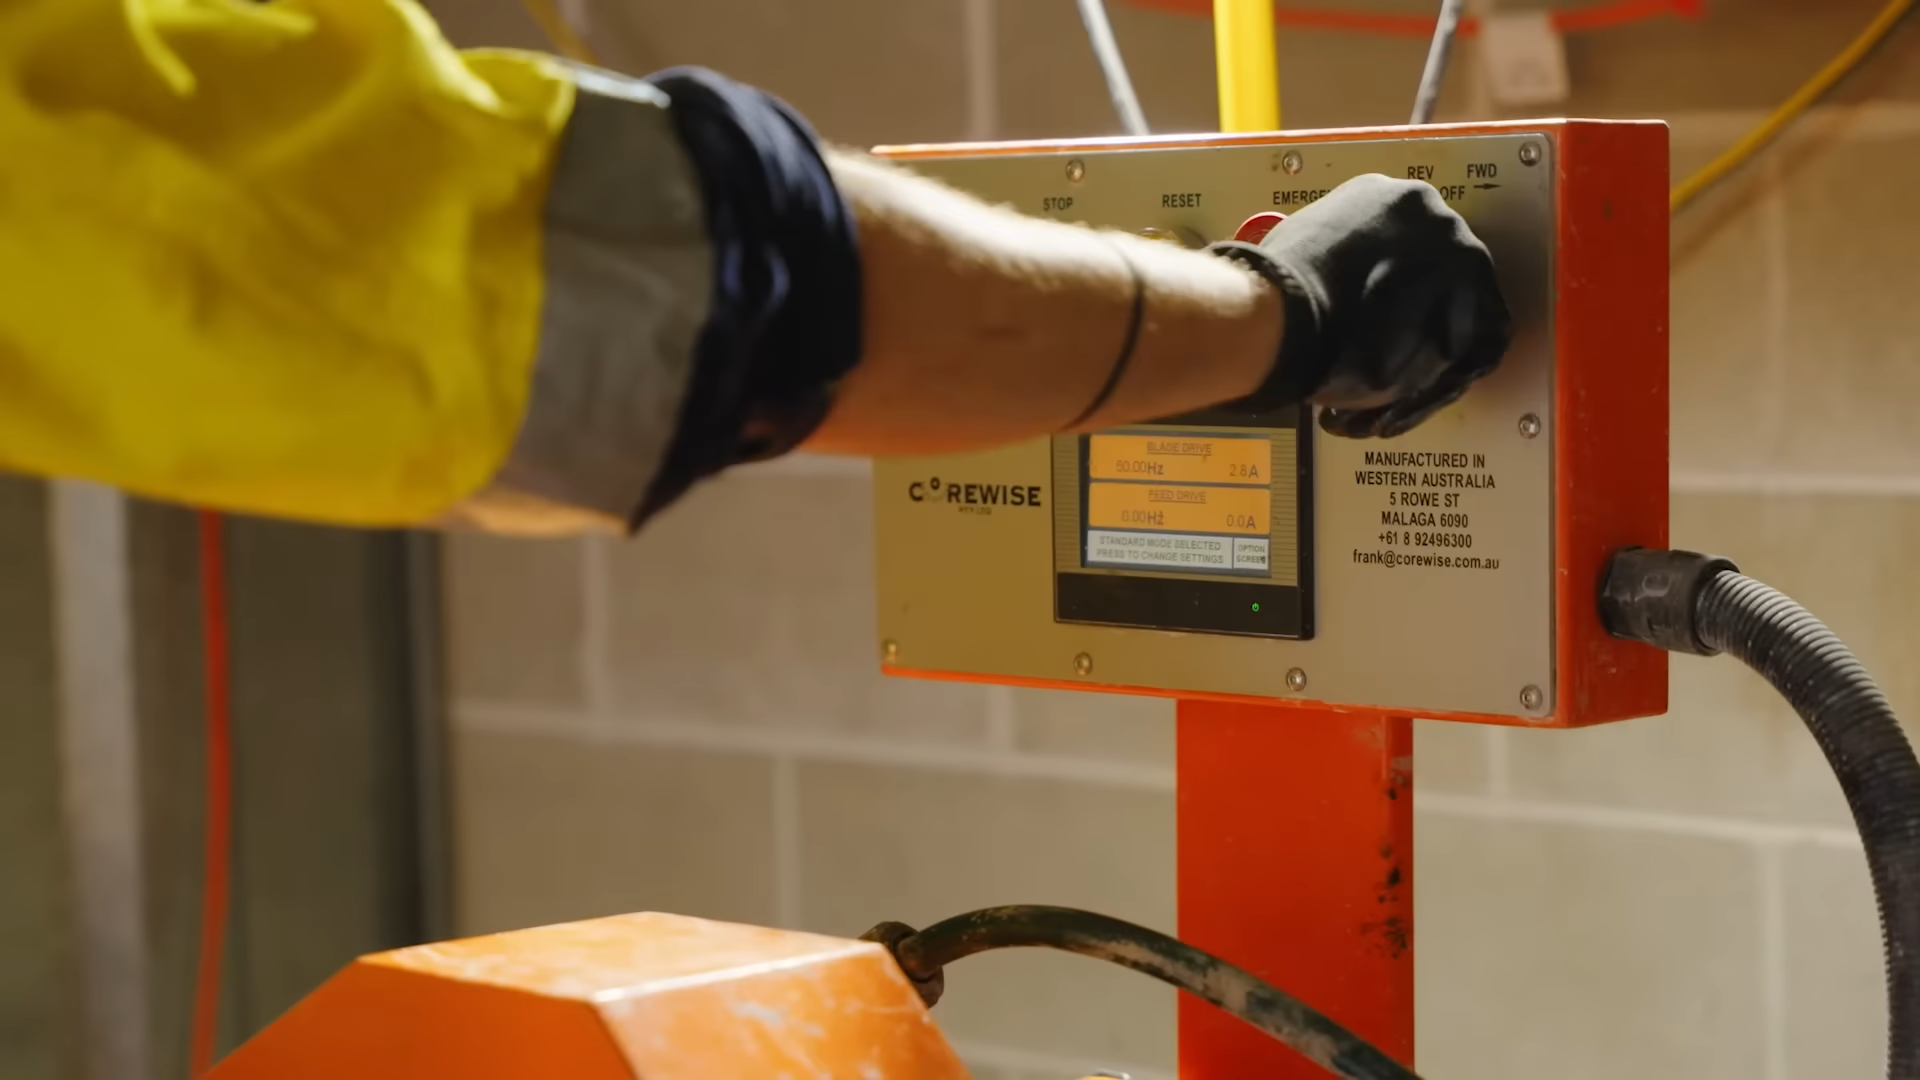 REV FWD
OFF
STOP RESET
COREWISE
BLADE DRIVE
50.00Hz 2.8A
FEED DRIVE
0.00Hz 0.0A
STANDARD MODE SELECTED
PRESS TO CHANGE SETTINGS
OPTION
SCREEN
MANUFACTURED IN
WESTERN AUSTRALIA
5 ROWE ST
MALAGA 6090
+61 8 92496300
frank@corewise.com.au